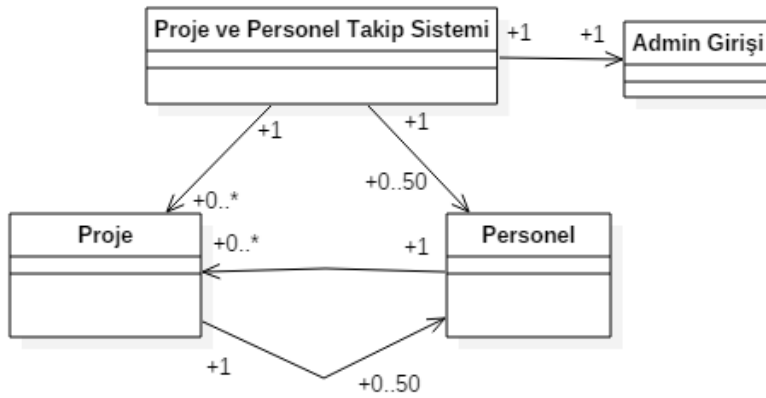 Proje ve Personel Takip Sistemi
+1
+1
Admin Girişi
+1
+1
+0..*
+0..50
Proje
+0..*
+1
Personel
+1
+0..50